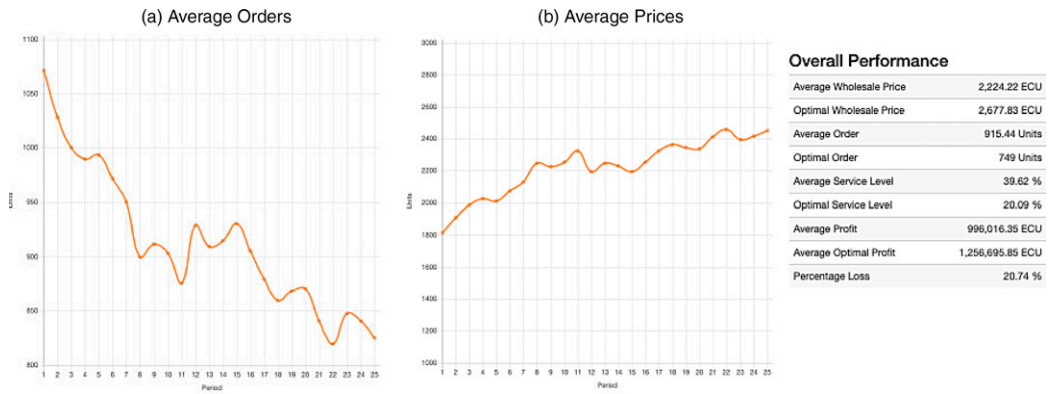 (a) Average Orders
1100
1050
1000
950
900
850
800
Units
1 2 3 4 5 6 7 8 9 10 11 12 13 14 15 16 17 18 19 20 21 22 23 24 25
Period
(b) Average Prices
3000
2800
2600
2400
2200
2000
1800
1600
1400
1200
1000
Units
1 2 3 4 5 6 7 8 9 10 11 12 13 14 15 16 17 18 19 20 21 22 23 24 25
Period
Overall Performance
Average Wholesale Price 2,224.22 ECU
Optimal Wholesale Price 2,677.83 ECU
Average Order 915.44 Units
Optimal Order 749 Units
Average Service Level 39.62 %
Optimal Service Level 20.09 %
Average Profit 996,016.35 ECU
Average Optimal Profit 1,256,695.85 ECU
Percentage Loss 20.74 %